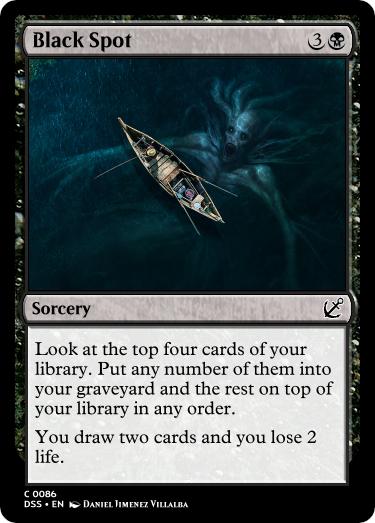 Black Spot 3
Sorcery
Look at the top four cards of your
library. Put any number of them into
your graveyard and the rest on top of
your library in any order.
You draw two cards and you lose 2
life.
C 0086
DSS • EN Daniel Jimenez Villalba